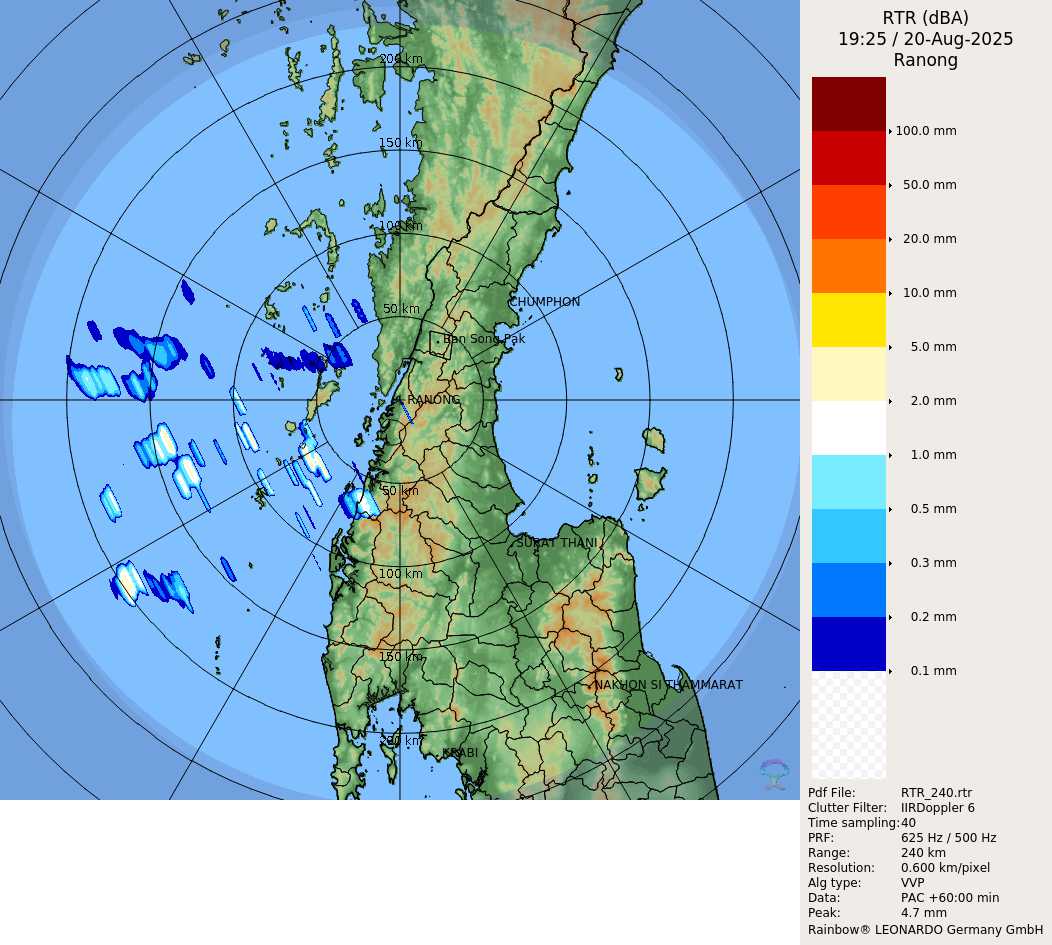 RTR (dBA)
19:25 / 20-Aug-2025
Ranong
200 km
150 km
100 km
50 km
CHUMPHON
Ban Song Pak
RANONG
50 km
SURAT THANI
100 km
150 km
NAKHON SI THAMMARAT
200 km
KRABI
100.0 mm
50.0 mm
20.0 mm
10.0 mm
5.0 mm
2.0 mm
1.0 mm
0.5 mm
0.3 mm
0.2 mm
0.1 mm
Pdf File: RTR_240.rtr
Clutter Filter: IIRDoppler 6
Time sampling:40
PRF: 625 Hz / 500 Hz
Range: 240 km
Resolution: 0.600 km/pixel
Alg type: VVP
Data: PAC +60:00 min
Peak: 4.7 mm
Rainbow® LEONARDO Germany GmbH